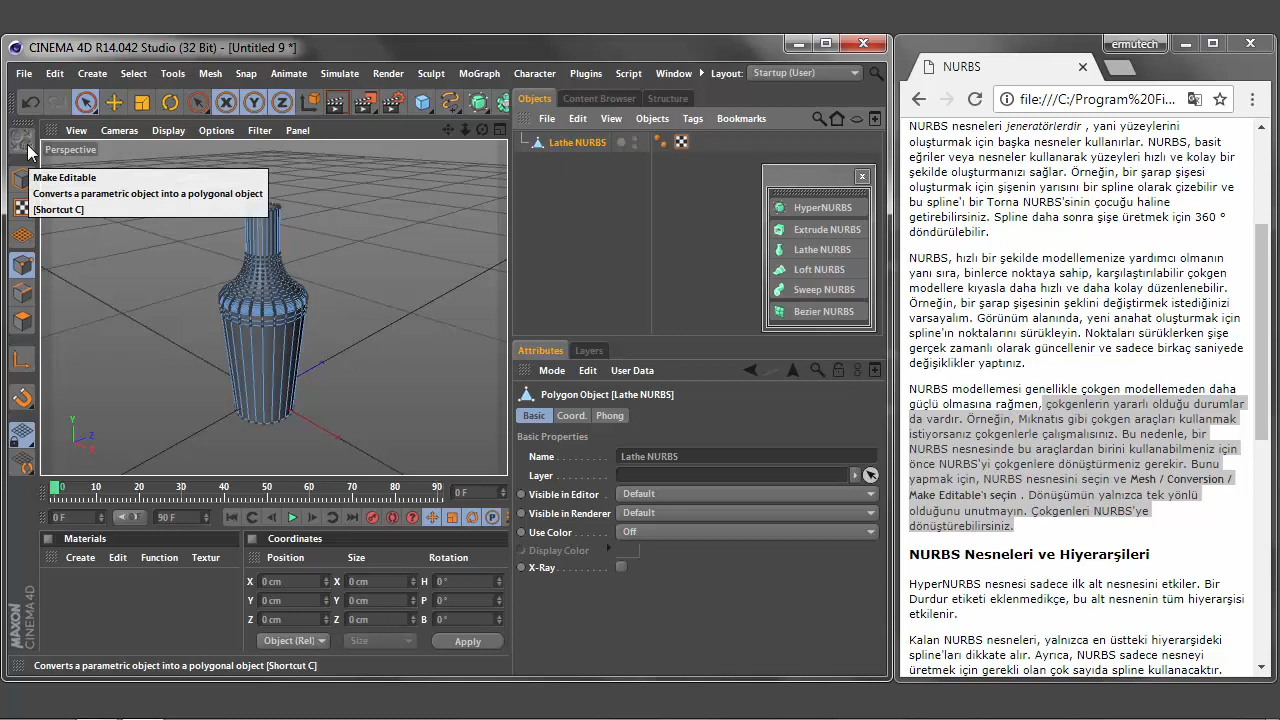 CINEMA 4D R14.042 Studio (32 Bit) - [Untitled 9 *]
File Edit Create Select Tools Mesh Snap Animate Simulate Render Sculpt MoGraph Character Plugins Script Window Layout: Startup (User)
X Y Z
View Cameras Display Options Filter Panel
Perspective
Make Editable
Converts a parametric object into a polygonal object
[Shortcut C]
Y
Z
X
0 10 20 30 40 50 60 70 80 90 0 F
0 F 0 90 F P
Materials
Create Edit Function Textur
Coordinates
Position Size Rotation
X 0 cm X 0 cm H 0 °
Y 0 cm Y 0 cm P 0 °
Z 0 cm Z 0 cm B 0 °
Object (Rel) Size Apply
MAXON
CINEMA 4D
Converts a parametric object into a polygonal object [Shortcut C]
Objects Content Browser Structure
File Edit View Objects Tags Bookmarks
Lathe NURBS
x
HyperNURBS
Extrude NURBS
Lathe NURBS
Loft NURBS
Sweep NURBS
Bezier NURBS
Attributes Layers
Mode Edit User Data
Polygon Object [Lathe NURBS]
Basic Coord. Phong
Basic Properties
Name Lathe NURBS
Layer
Visible in Editor Default
Visible in Renderer Default
Use Color Off
Display Color
X-Ray
ermutech
NURBS
file:///C:/Program%20Fi...
NURBS nesneleri jeneratörlerdir , yani yüzeylerini
oluşturmak için başka nesneler kullanırlar. NURBS, basit
eğriler veya nesneler kullanarak yüzeyleri hızlı ve kolay bir
şekilde oluşturmanızı sağlar. Örneğin, bir şarap şişesi
oluşturmak için şişenin yarısını bir spline olarak çizebilir ve
bu spline'ı bir Torna NURBS'sinin çocuğu haline
getirebilirsiniz. Spline daha sonra şişe üretmek için 360 °
döndürülebilir.
NURBS, hızlı bir şekilde modellemenize yardımcı olmanın
yanı sıra, binlerce noktaya sahip, karşılaştırılabilir çokgen
modellere kıyasla daha hızlı ve daha kolay düzenlenebilir.
Örneğin, bir şarap şişesinin şeklini değiştirmek istediğinizi
varsayalım. Görünüm alanında, yeni anahat oluşturmak için
spline'ın noktalarını sürükleyin. Noktaları sürüklerken şişe
gerçek zamanlı olarak güncellenir ve sadece birkaç saniyede
değişiklikler yaptınız.
NURBS modellemesi genellikle çokgen modellemeden daha
güçlü olmasına rağmen, çokgenlerin yararlı olduğu durumlar
da vardır. Örneğin, Mıknatıs gibi çokgen araçları kullanmak
istiyorsanız çokgenlerle çalışmalısınız. Bu nedenle, bir
NURBS nesnesinde bu araçlardan birini kullanabilmeniz için
önce NURBS'yi çokgenlere dönüştürmeniz gerekir. Bunu
yapmak için, NURBS nesnesini seçin ve Mesh / Conversion /
Make Editable'ı seçin . Dönüşümün yalnızca tek yönlü
olduğunu unutmayın. Çokgenleri NURBS'ye
dönüştürebilirsiniz.
NURBS Nesneleri ve Hiyerarşileri
HyperNURBS nesnesi sadece ilk alt nesnesini etkiler. Bir
Durdur etiketi eklenmedikçe, bu alt nesnenin tüm hiyerarşisi
etkilenir.
Kalan NURBS nesneleri, yalnızca en üstteki hiyerarşideki
spline'ları dikkate alır. Ayrıca, NURBS sadece nesneyi
üretmek için gerekli olan çok sayıda spline kullanacaktır.